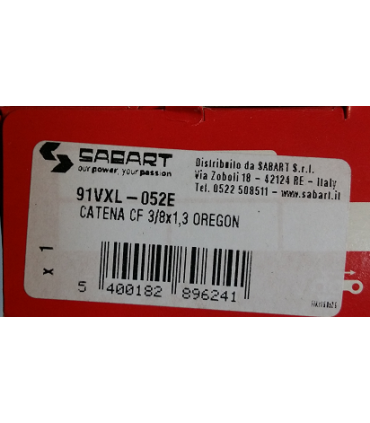 SABART
our power, your passion
Distribuito da SABART S.r.l.
Via Zoboli 18 - 42124 RE - Italy
Tel. 0522 508511 - www.sabart.it
91VXL-052E
CATENA CF 3/8x1,3 OREGON
x 1
5 400182 896241